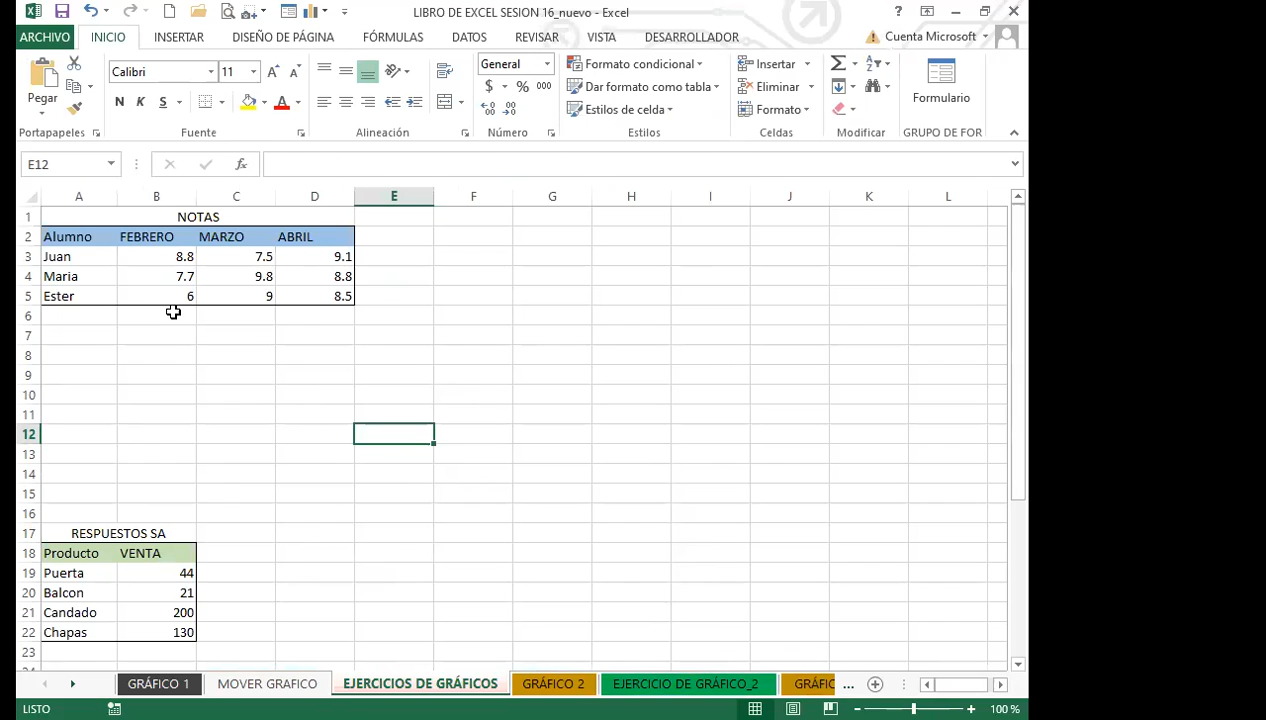 LIBRO DE EXCEL SESION 16_nuevo - Excel
ARCHIVO INICIO INSERTAR DISEÑO DE PÁGINA FÓRMULAS DATOS REVISAR VISTA DESARROLLADOR Cuenta Microsoft
Calibri 11 General Formato condicional Insertar
Pegar N K S A Dar formato como tabla Eliminar Formulario
$ % 000 Estilos de celda Formato
Portapapeles Fuente Alineación Número Estilos Celdas Modificar GRUPO DE FOR
E12 fx
A B C D E F G H I J K L
1 NOTAS
2 Alumno FEBRERO MARZO ABRIL
3 Juan 8.8 7.5 9.1
4 Maria 7.7 9.8 8.8
5 Ester 6 9 8.5
6
7
8
9
10
11
12
13
14
15
16
17 RESPUESTOS SA
18 Producto VENTA
19 Puerta 44
20 Balcon 21
21 Candado 200
22 Chapas 130
23
GRÁFICO 1 MOVER GRAFICO EJERCICIOS DE GRÁFICOS GRÁFICO 2 EJERCICIO DE GRÁFICO_2 GRÁFIC ...
LISTO 100 %